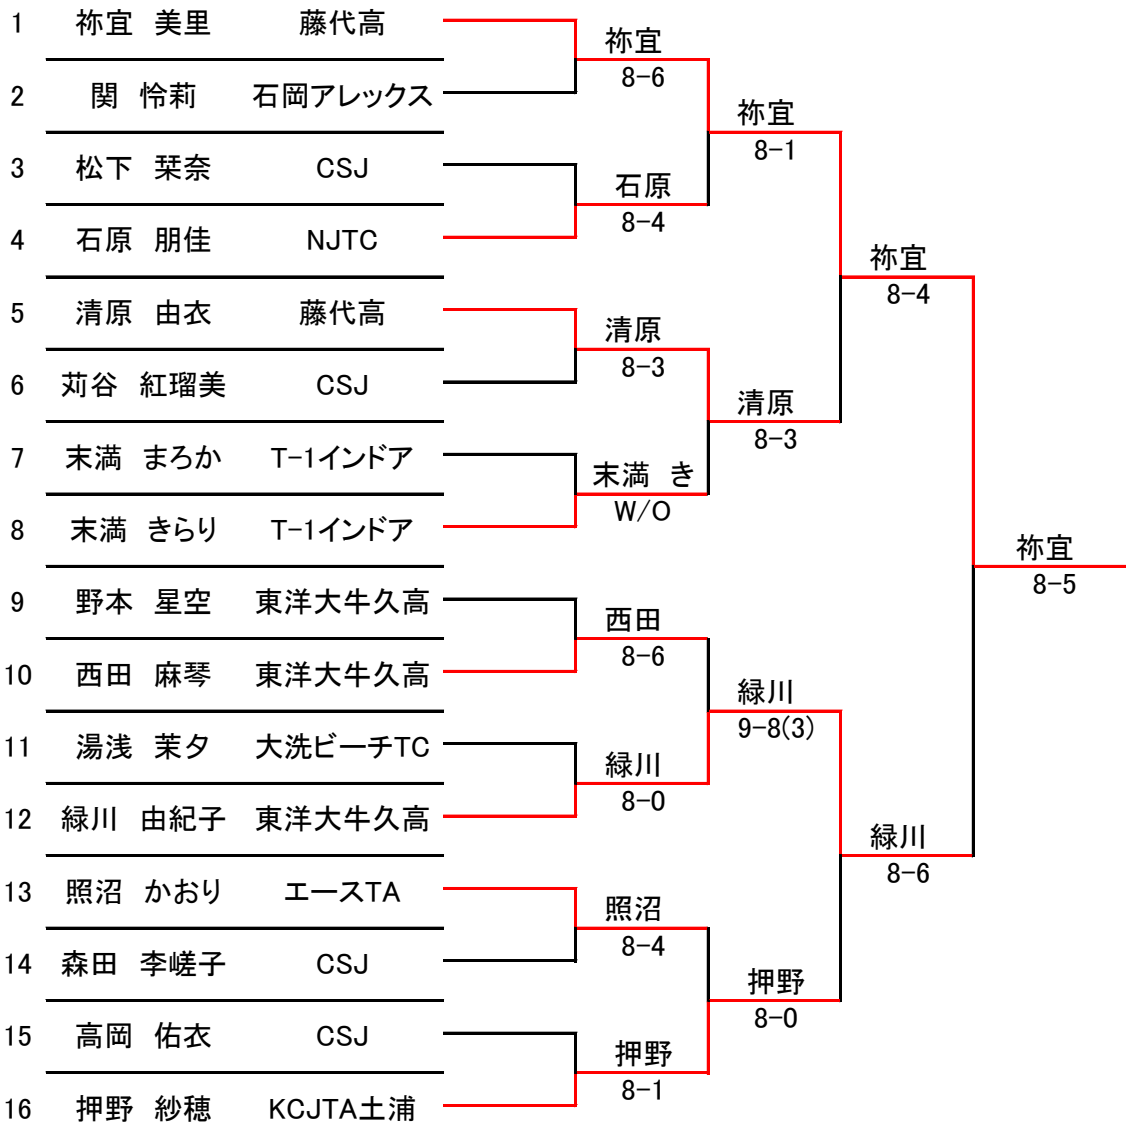 1 祢宜 美里 藤代高
2 関 怜莉 石岡アレックス
3 松下 栞奈 CSJ
4 石原 朋佳 NJTC
5 清原 由衣 藤代高
6 苅谷 紅瑠美 CSJ
7 末満 まろか T-1インドア
8 末満 きらり T-1インドア
9 野本 星空 東洋大牛久高
10 西田 麻琴 東洋大牛久高
11 湯浅 茉夕 大洗ビーチTC
12 緑川 由紀子 東洋大牛久高
13 照沼 かおり エースTA
14 森田 李嵯子 CSJ
15 高岡 佑衣 CSJ
16 押野 紗穂 KCJTA土浦
祢宜
8-6
石原
8-4
清原
8-3
末満 き
W/O
西田
8-6
緑川
8-0
照沼
8-4
押野
8-1
祢宜
8-1
清原
8-3
緑川
9-8(3)
押野
8-0
祢宜
8-4
緑川
8-6
祢宜
8-5